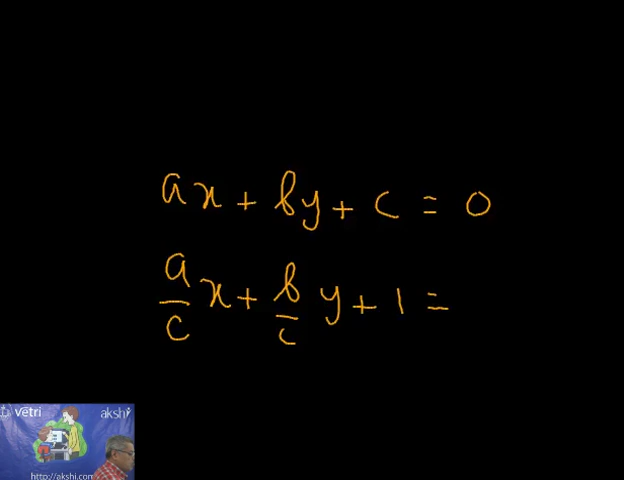 ax + by + c = 0
a/c x + b/c y + 1 =
vetri
akshi
http://akshi.com